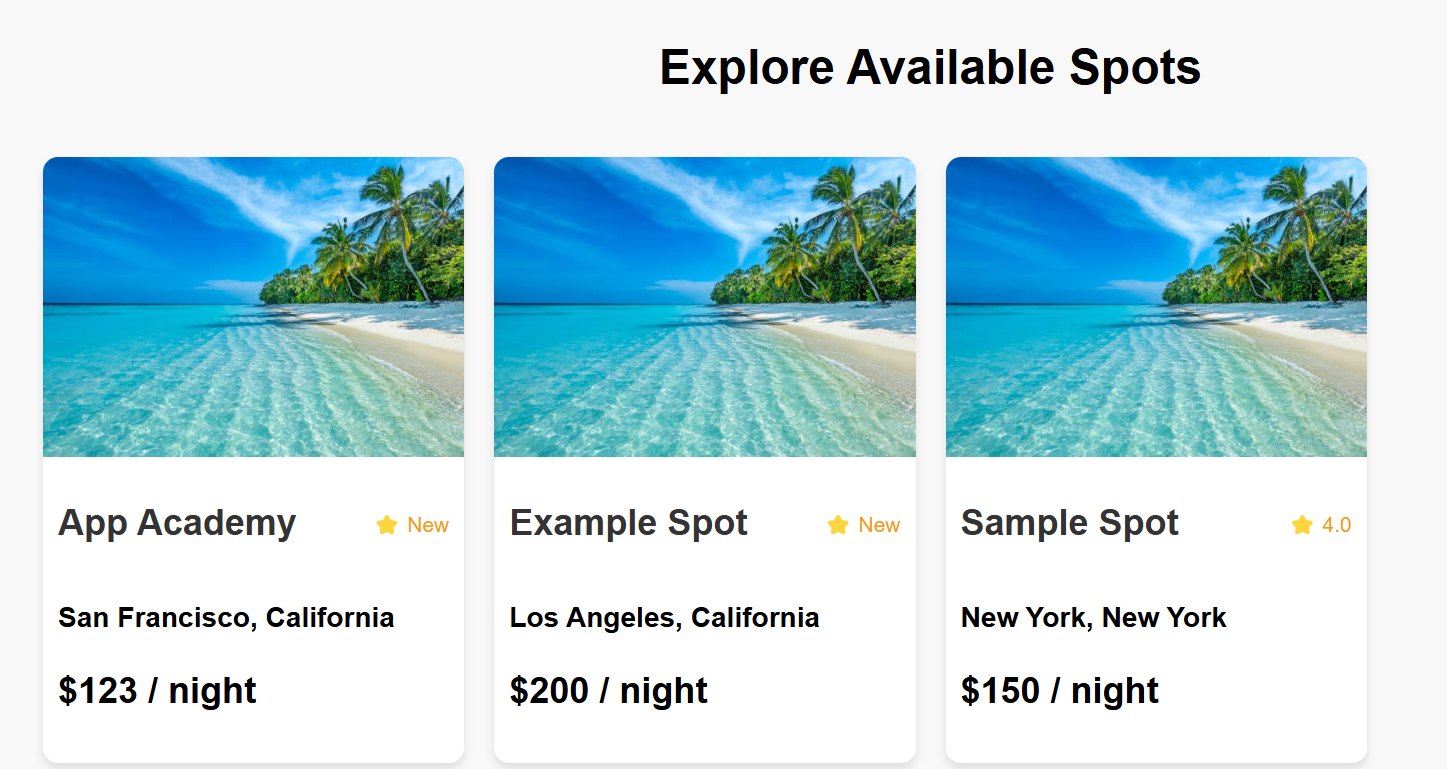 Explore Available Spots
App Academy New
San Francisco, California
$123 / night
Example Spot New
Los Angeles, California
$200 / night
Sample Spot 4.0
New York, New York
$150 / night